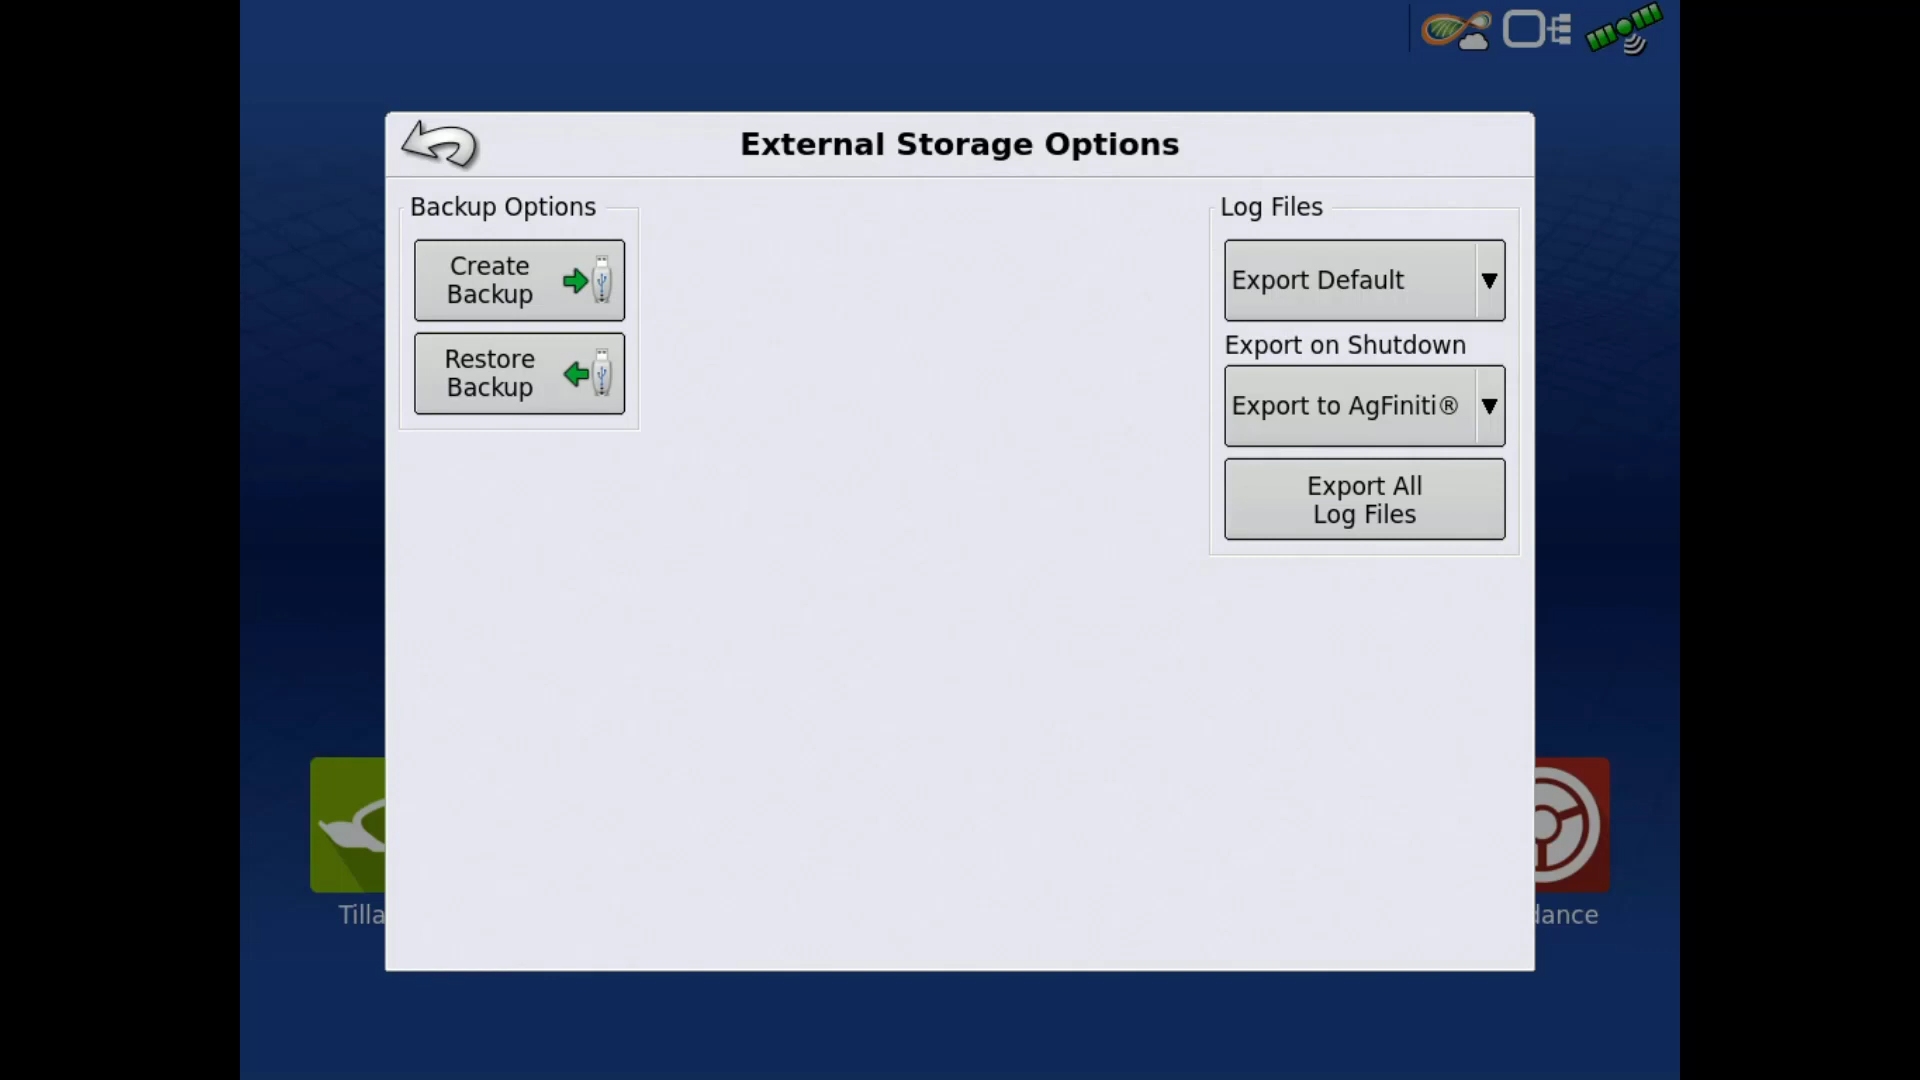 External Storage Options
Backup Options
Create
Backup
Restore
Backup
Log Files
Export Default
Export on Shutdown
Export to AgFiniti®
Export All
Log Files
Tilla
dance